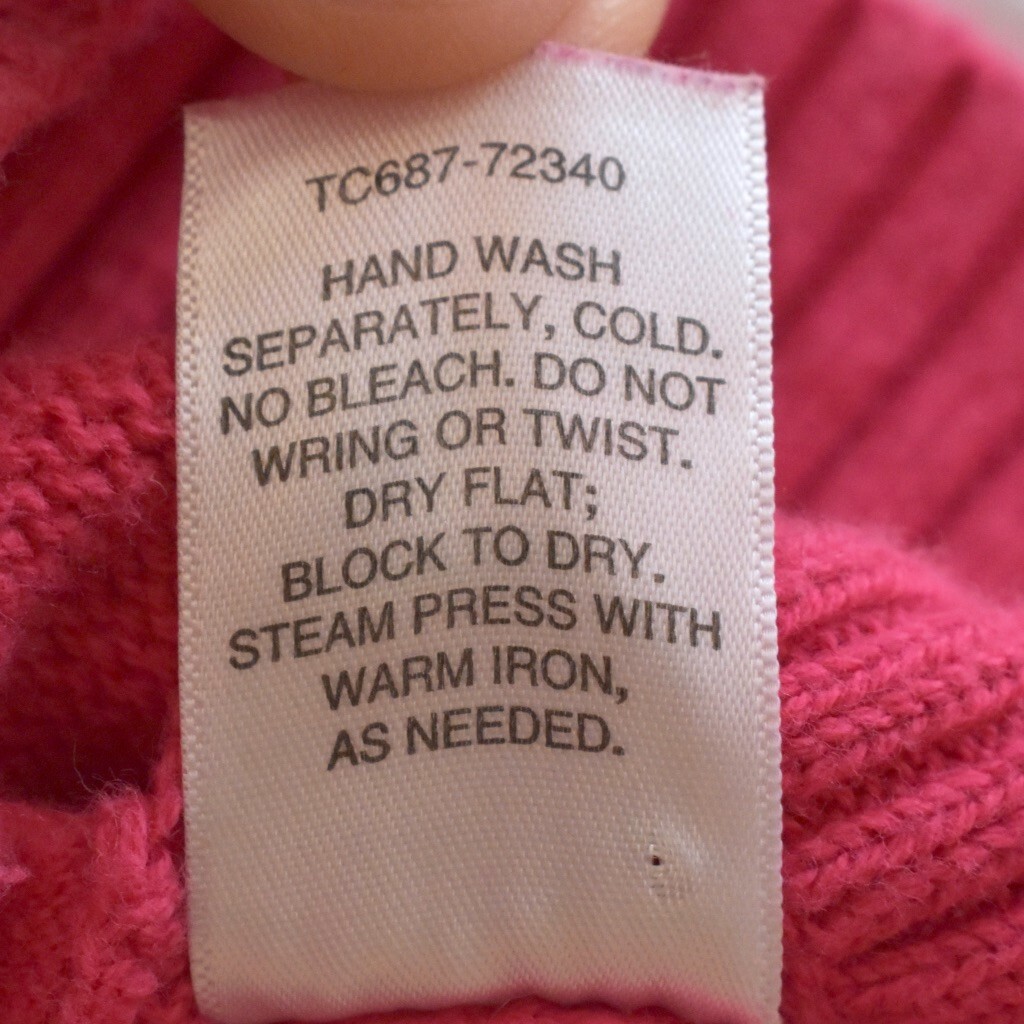 TC687-72340
HAND WASH
SEPARATELY, COLD.
NO BLEACH. DO NOT
WRING OR TWIST.
DRY FLAT;
BLOCK TO DRY.
STEAM PRESS WITH
WARM IRON,
AS NEEDED.